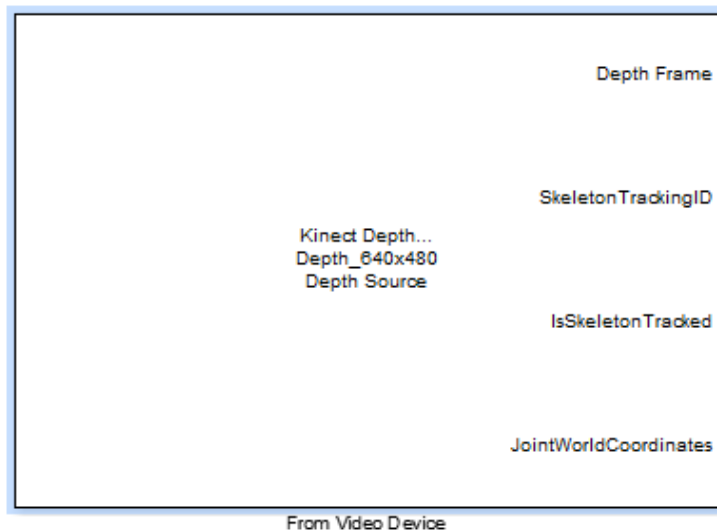 Depth Frame
SkeletonTrackingID
Kinect Depth...
Depth_640x480
Depth Source
IsSkeletonTracked
JointWorldCoordinates
From Video Device